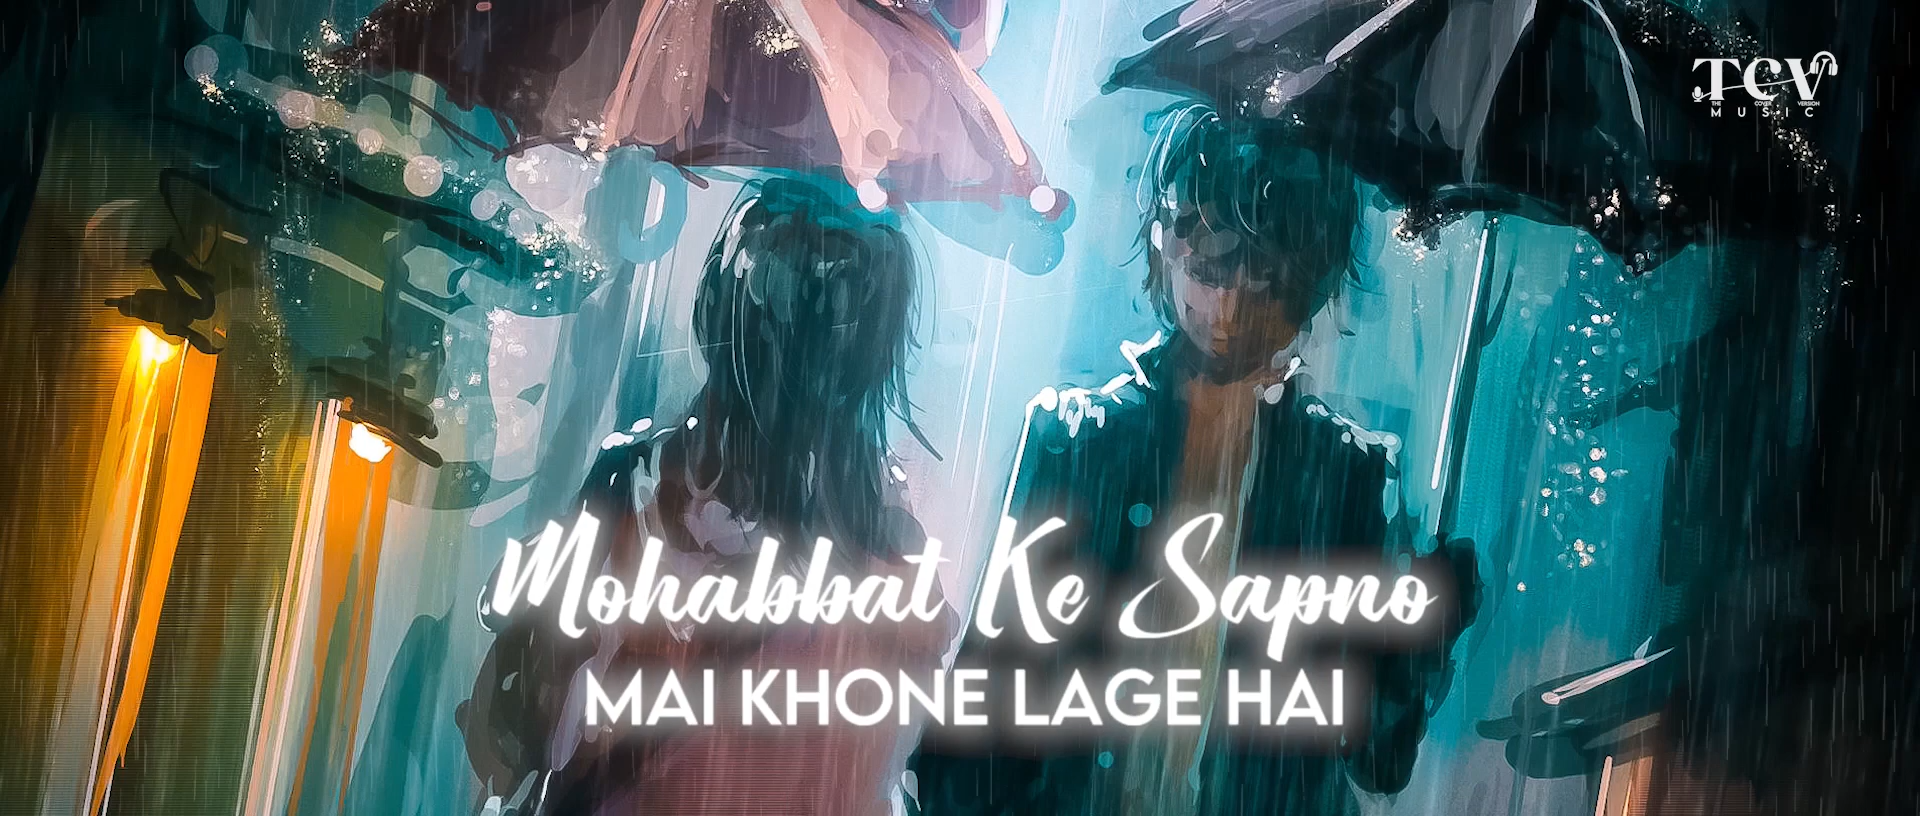 TCV
THE COVER VERSION
MUSIC
Mohabbat Ke Sapno
MAI KHONE LAGE HAI